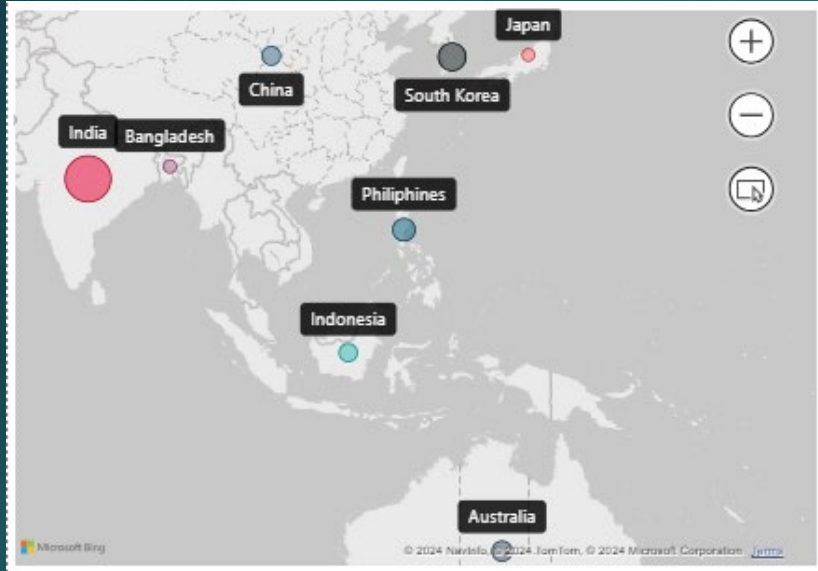 Japan
China
South Korea
India
Bangladesh
Philiphines
Indonesia
Australia
Microsoft Bing
© 2024 NavInfo, © 2024 TomTom, © 2024 Microsoft Corporation Terms